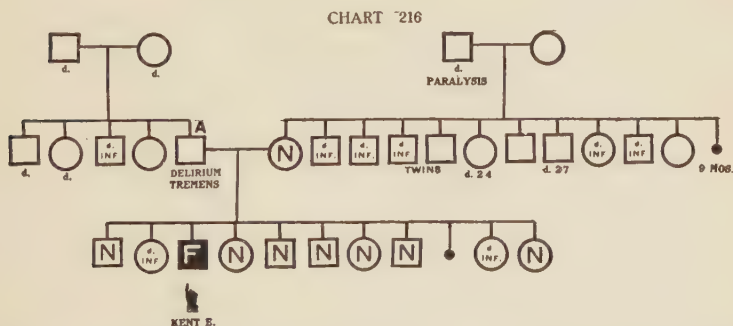 CHART 216
d. d. d.
PARALYSIS
A
d. d. d. INF. DELIRIUM TREMENS N d. INF. d. INF. d. INF. TWINS d. 24 d. 27 d. INF. d. INF. 9 MOS.
N d. INF. F N N N N N d. INF. N
KENT E.